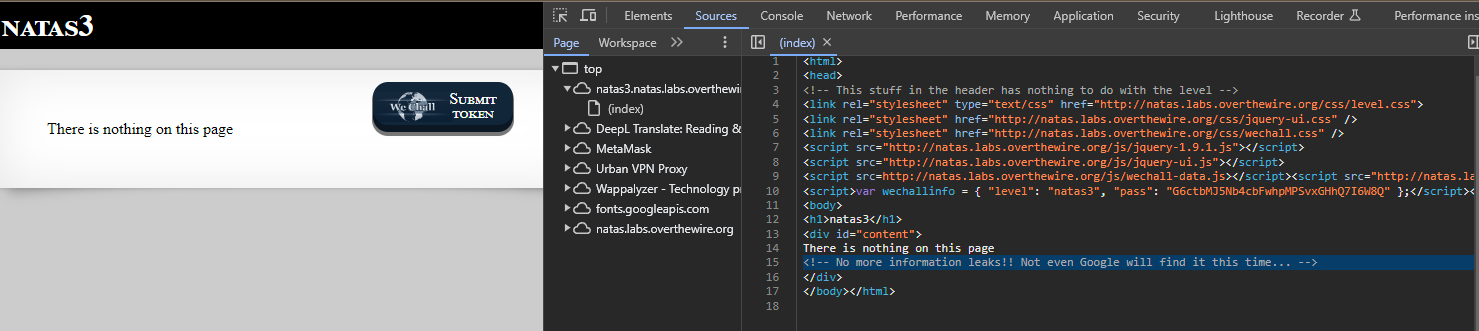 NATAS3
WeChall
SUBMIT TOKEN
There is nothing on this page
Elements Sources Console Network Performance Memory Application Security Lighthouse Recorder Performance ins
Page Workspace
(index)
top
natas3.natas.labs.overthewi
(index)
DeepL Translate: Reading &
MetaMask
Urban VPN Proxy
Wappalyzer - Technology p
fonts.googleapis.com
natas.labs.overthewire.org
1 <html>
2 <head>
3 <!-- This stuff in the header has nothing to do with the level -->
4 <link rel="stylesheet" type="text/css" href="http://natas.labs.overthewire.org/css/level.css">
5 <link rel="stylesheet" href="http://natas.labs.overthewire.org/css/jquery-ui.css" />
6 <link rel="stylesheet" href="http://natas.labs.overthewire.org/css/wechall.css" />
7 <script src="http://natas.labs.overthewire.org/js/jquery-1.9.1.js"></script>
8 <script src="http://natas.labs.overthewire.org/js/jquery-ui.js"></script>
9 <script src=http://natas.labs.overthewire.org/js/wechall-data.js></script><script src="http://natas.la
10 <script>var wechallinfo = { "level": "natas3", "pass": "G6ctbMJ5Nb4cbFwhpMPSvxGHhQ7I6W8Q" };</script><
11 <body>
12 <h1>natas3</h1>
13 <div id="content">
14 There is nothing on this page
15 <!-- No more information leaks!! Not even Google will find it this time... -->
16 </div>
17 </body></html>
18